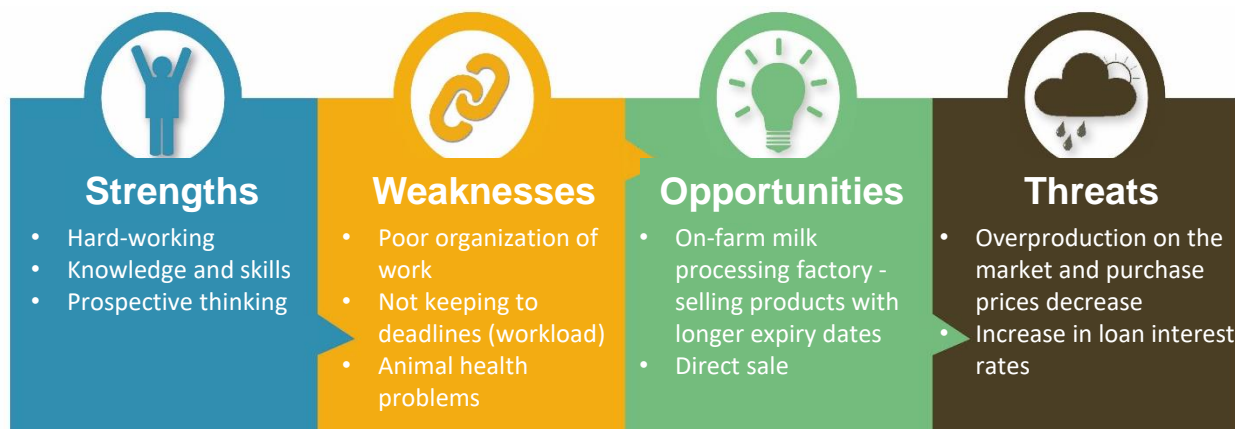 Strengths
• Hard-working
• Knowledge and skills
• Prospective thinking
Weaknesses
• Poor organization of
work
• Not keeping to
deadlines (workload)
• Animal health
problems
Opportunities
• On-farm milk
processing factory -
selling products with
longer expiry dates
• Direct sale
Threats
• Overproduction on the
market and purchase
prices decrease
• Increase in loan interest
rates